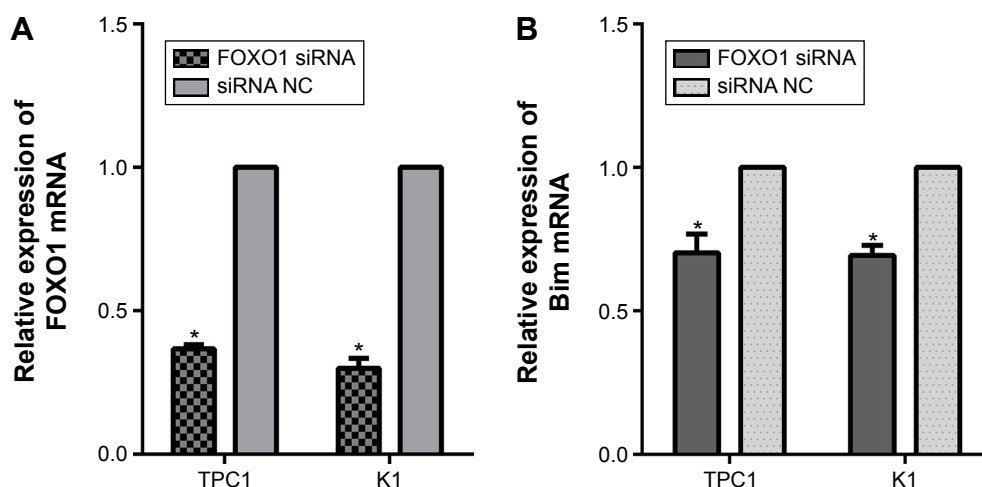 A
Relative expression of
FOXO1 mRNA
1.5
1.0
0.5
0.0
FOXO1 siRNA
siRNA NC
*
*
TPC1
K1
B
Relative expression of
Bim mRNA
1.5
1.0
0.5
0.0
FOXO1 siRNA
siRNA NC
*
*
TPC1
K1